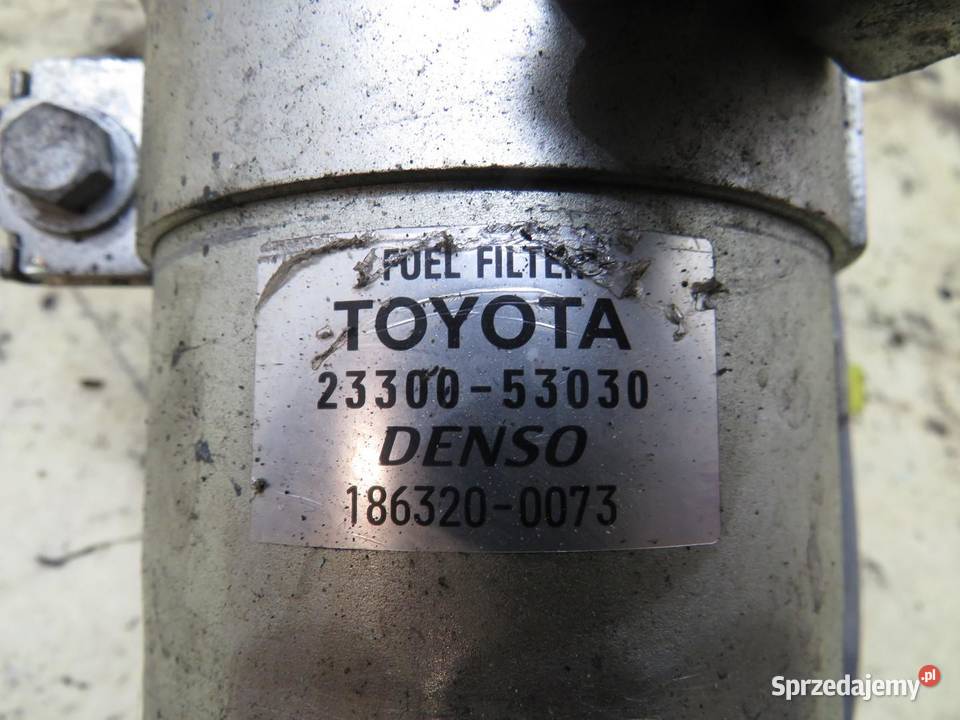 FUEL FILTER
TOYOTA
23300-53030
DENSO
186320-0073
Sprzedajemy.pl